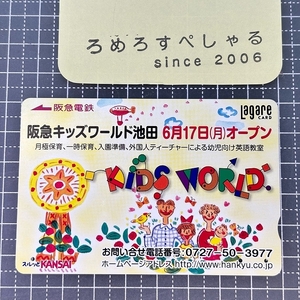 ろめろすぺしゃる
since 2006
阪急電鉄
Lagare
CARD
阪急キッズワールド池田 6月17日(月)オープン
月極保育、一時保育、入園準備、外国人ティーチャーによる幼児向け英語教室
KIDS WORLD.
お問い合せ電話番号:0727-50-3977
スルッとKANSAI
ホームページアドレス http://www.hankyu.co.jp